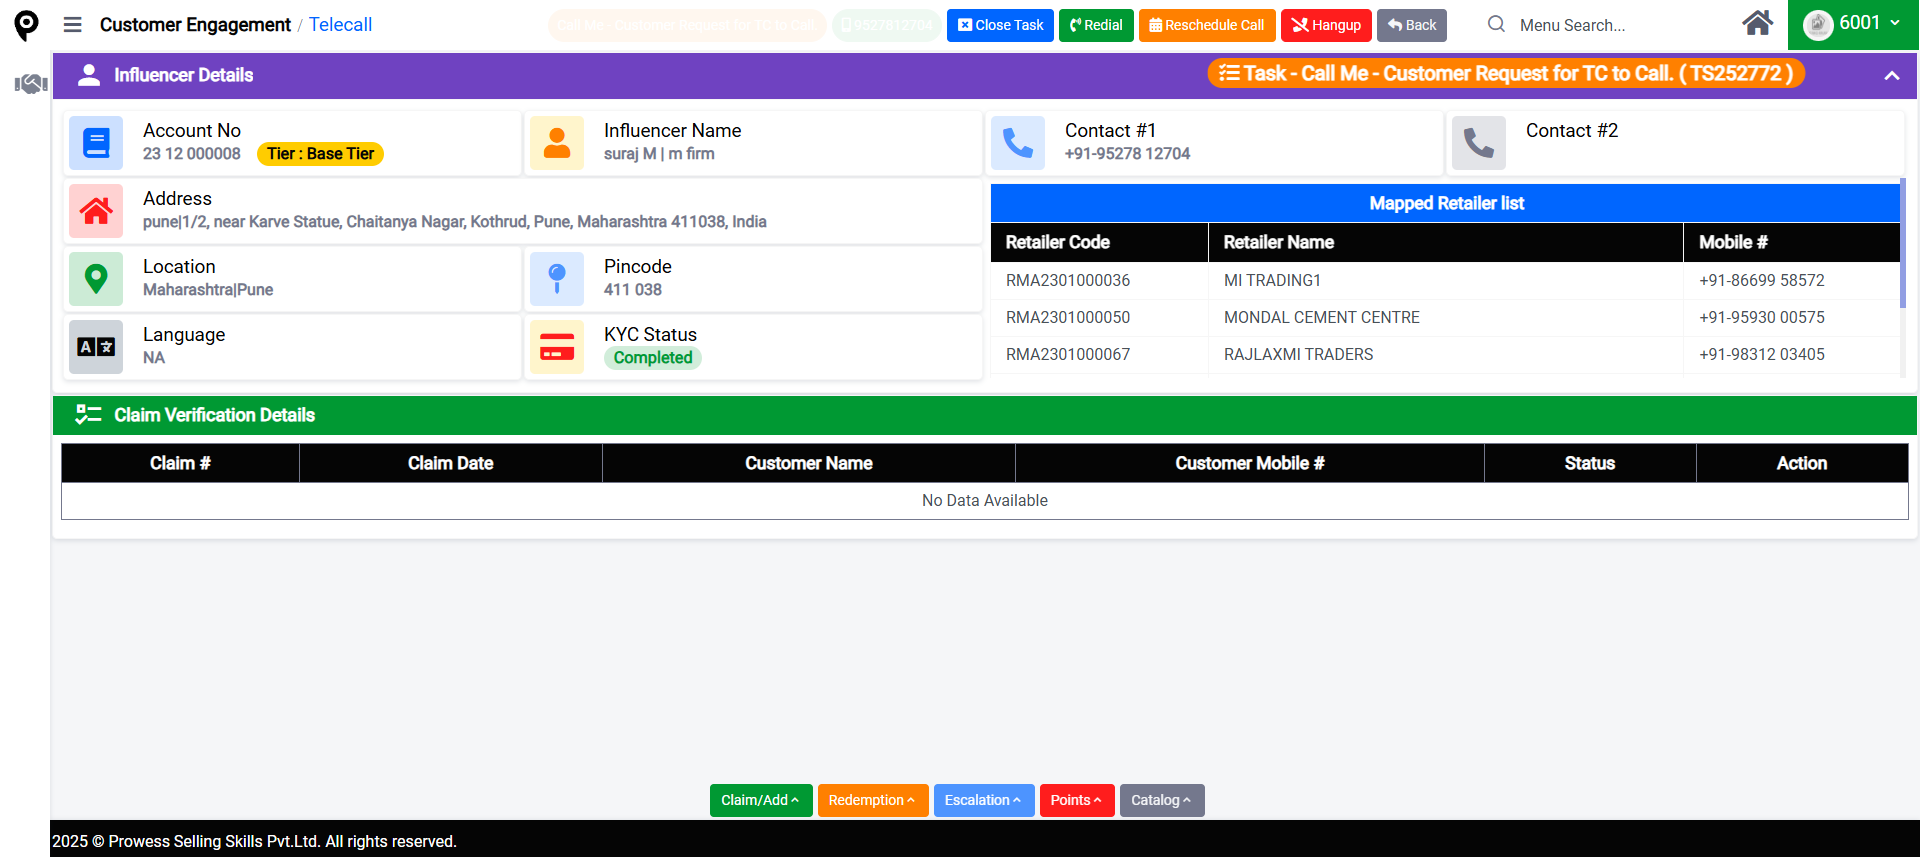 Customer Engagement / Telecall
Call Me - Customer Request for TC to Call.
9527812704
Close Task
Redial
Reschedule Call
Hangup
Back
Menu Search...
6001
Influencer Details
Task - Call Me - Customer Request for TC to Call. ( TS252772 )
Account No
23 12 000008
Tier : Base Tier
Influencer Name
suraj M | m firm
Contact #1
+91-95278 12704
Contact #2
Address
pune|1/2, near Karve Statue, Chaitanya Nagar, Kothrud, Pune, Maharashtra 411038, India
Location
Maharashtra|Pune
Pincode
411 038
Language
NA
KYC Status
Completed
Mapped Retailer list
Retailer Code Retailer Name Mobile #
RMA2301000036 MI TRADING1 +91-86699 58572
RMA2301000050 MONDAL CEMENT CENTRE +91-95930 00575
RMA2301000067 RAJLAXMI TRADERS +91-98312 03405
Claim Verification Details
Claim # Claim Date Customer Name Customer Mobile # Status Action
No Data Available
Claim/Add
Redemption
Escalation
Points
Catalog
2025 © Prowess Selling Skills Pvt.Ltd. All rights reserved.